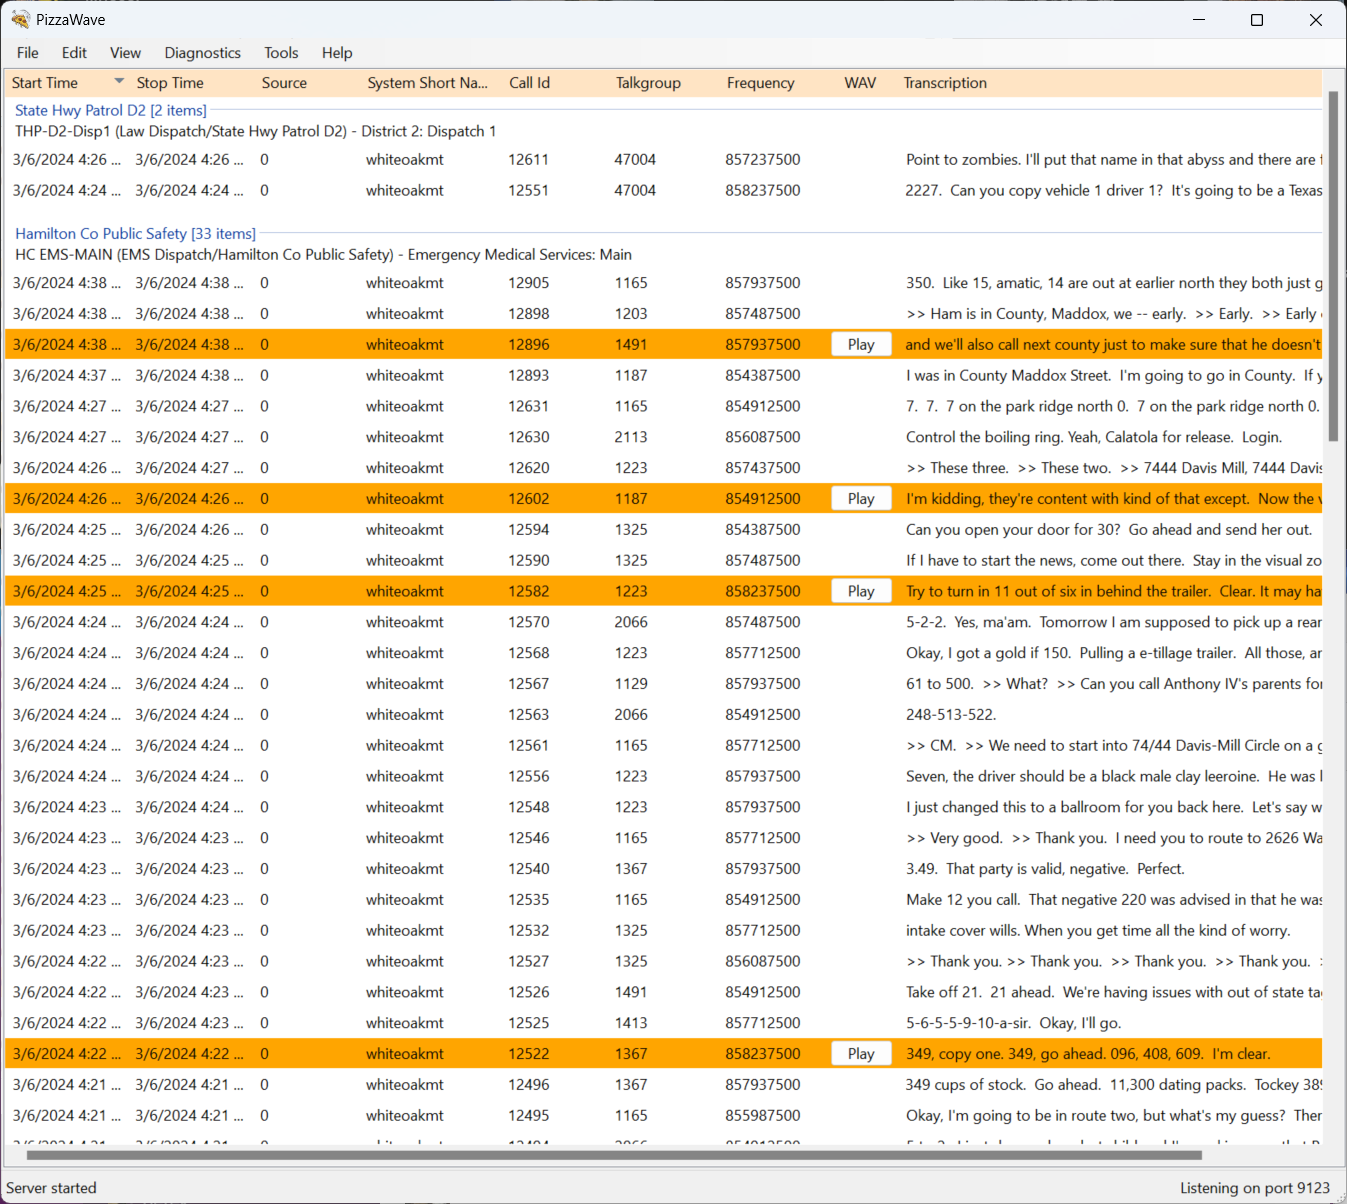 PizzaWave
File Edit View Diagnostics Tools Help
Start Time Stop Time Source System Short Na... Call Id Talkgroup Frequency WAV Transcription
State Hwy Patrol D2 [2 items]
THP-D2-Disp1 (Law Dispatch/State Hwy Patrol D2) - District 2: Dispatch 1
3/6/2024 4:26 ... 3/6/2024 4:26 ... 0 whiteoakmt 12611 47004 857237500 Point to zombies. I'll put that name in that abyss and there are
3/6/2024 4:24 ... 3/6/2024 4:24 ... 0 whiteoakmt 12551 47004 858237500 2227. Can you copy vehicle 1 driver 1? It's going to be a Texas
Hamilton Co Public Safety [33 items]
HC EMS-MAIN (EMS Dispatch/Hamilton Co Public Safety) - Emergency Medical Services: Main
3/6/2024 4:38 ... 3/6/2024 4:38 ... 0 whiteoakmt 12905 1165 857937500 350. Like 15, amatic, 14 are out at earlier north they both just g
3/6/2024 4:38 ... 3/6/2024 4:38 ... 0 whiteoakmt 12898 1203 857487500 >> Ham is in County, Maddox, we -- early. >> Early. >> Early
3/6/2024 4:38 ... 3/6/2024 4:38 ... 0 whiteoakmt 12896 1491 857937500 Play and we'll also call next county just to make sure that he doesn't
3/6/2024 4:37 ... 3/6/2024 4:38 ... 0 whiteoakmt 12893 1187 854387500 I was in County Maddox Street. I'm going to go in County. If y
3/6/2024 4:27 ... 3/6/2024 4:27 ... 0 whiteoakmt 12631 1165 854912500 7. 7. 7 on the park ridge north 0. 7 on the park ridge north 0.
3/6/2024 4:27 ... 3/6/2024 4:27 ... 0 whiteoakmt 12630 2113 856087500 Control the boiling ring. Yeah, Calatola for release. Login.
3/6/2024 4:26 ... 3/6/2024 4:27 ... 0 whiteoakmt 12620 1223 857437500 >> These three. >> These two. >> 7444 Davis Mill, 7444 Davis
3/6/2024 4:26 ... 3/6/2024 4:26 ... 0 whiteoakmt 12602 1187 854912500 Play I'm kidding, they're content with kind of that except. Now the v
3/6/2024 4:25 ... 3/6/2024 4:26 ... 0 whiteoakmt 12594 1325 854387500 Can you open your door for 30? Go ahead and send her out.
3/6/2024 4:25 ... 3/6/2024 4:25 ... 0 whiteoakmt 12590 1325 857487500 If I have to start the news, come out there. Stay in the visual zo
3/6/2024 4:25 ... 3/6/2024 4:25 ... 0 whiteoakmt 12582 1223 858237500 Play Try to turn in 11 out of six in behind the trailer. Clear. It may ha
3/6/2024 4:24 ... 3/6/2024 4:24 ... 0 whiteoakmt 12570 2066 857487500 5-2-2. Yes, ma'am. Tomorrow I am supposed to pick up a rear
3/6/2024 4:24 ... 3/6/2024 4:24 ... 0 whiteoakmt 12568 1223 857712500 Okay, I got a gold if 150. Pulling a e-tillage trailer. All those, ar
3/6/2024 4:24 ... 3/6/2024 4:24 ... 0 whiteoakmt 12567 1129 857937500 61 to 500. >> What? >> Can you call Anthony IV's parents for
3/6/2024 4:24 ... 3/6/2024 4:24 ... 0 whiteoakmt 12563 2066 854912500 248-513-522.
3/6/2024 4:24 ... 3/6/2024 4:24 ... 0 whiteoakmt 12561 1165 857712500 >> CM. >> We need to start into 74/44 Davis-Mill Circle on a g
3/6/2024 4:24 ... 3/6/2024 4:24 ... 0 whiteoakmt 12556 1223 857937500 Seven, the driver should be a black male clay leeroine. He was
3/6/2024 4:23 ... 3/6/2024 4:24 ... 0 whiteoakmt 12548 1223 857937500 I just changed this to a ballroom for you back here. Let's say w
3/6/2024 4:23 ... 3/6/2024 4:23 ... 0 whiteoakmt 12546 1165 857712500 >> Very good. >> Thank you. I need you to route to 2626 Wa
3/6/2024 4:23 ... 3/6/2024 4:23 ... 0 whiteoakmt 12540 1367 857937500 3.49. That party is valid, negative. Perfect.
3/6/2024 4:23 ... 3/6/2024 4:23 ... 0 whiteoakmt 12535 1165 854912500 Make 12 you call. That negative 220 was advised in that he was
3/6/2024 4:23 ... 3/6/2024 4:23 ... 0 whiteoakmt 12532 1325 857712500 intake cover wills. When you get time all the kind of worry.
3/6/2024 4:22 ... 3/6/2024 4:23 ... 0 whiteoakmt 12527 1325 856087500 >> Thank you. >> Thank you. >> Thank you. >> Thank you.
3/6/2024 4:22 ... 3/6/2024 4:23 ... 0 whiteoakmt 12526 1491 854912500 Take off 21. 21 ahead. We're having issues with out of state ta
3/6/2024 4:22 ... 3/6/2024 4:23 ... 0 whiteoakmt 12525 1413 857712500 5-6-5-5-9-10-a-sir. Okay, I'll go.
3/6/2024 4:22 ... 3/6/2024 4:22 ... 0 whiteoakmt 12522 1367 858237500 Play 349, copy one. 349, go ahead. 096, 408, 609. I'm clear.
3/6/2024 4:21 ... 3/6/2024 4:21 ... 0 whiteoakmt 12496 1367 857937500 349 cups of stock. Go ahead. 11,300 dating packs. Tockey 389
3/6/2024 4:21 ... 3/6/2024 4:21 ... 0 whiteoakmt 12495 1165 855987500 Okay, I'm going to be in route two, but what's my guess? Ther
Server started
Listening on port 9123